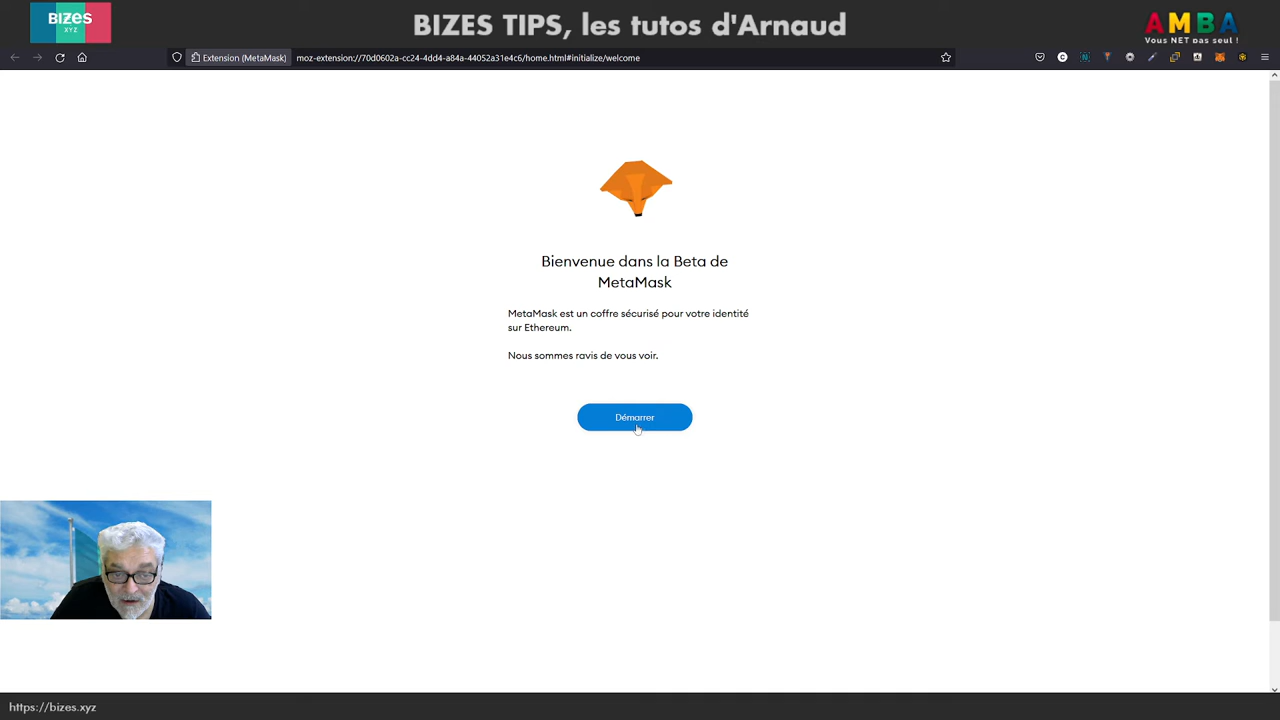 BIZES
XYZ
BIZES TIPS, les tutos d'Arnaud
AMBA
Vous NET pas seul !
Extension (MetaMask)
moz-extension://70d0602a-cc24-4dd4-a84a-44052a31e4c6/home.html#initialize/welcome
Bienvenue dans la Beta de
MetaMask
MetaMask est un coffre sécurisé pour votre identité
sur Ethereum.
Nous sommes ravis de vous voir.
Démarrer
https://bizes.xyz